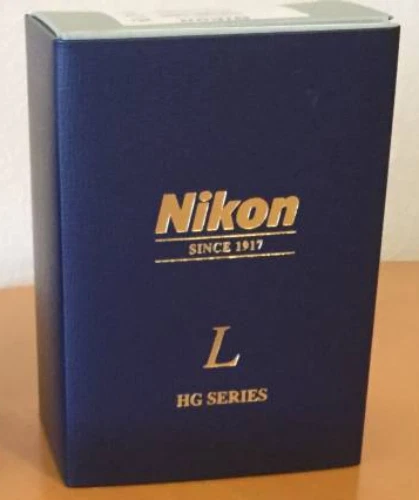 Nikon
SINCE 1917
L
HG SERIES